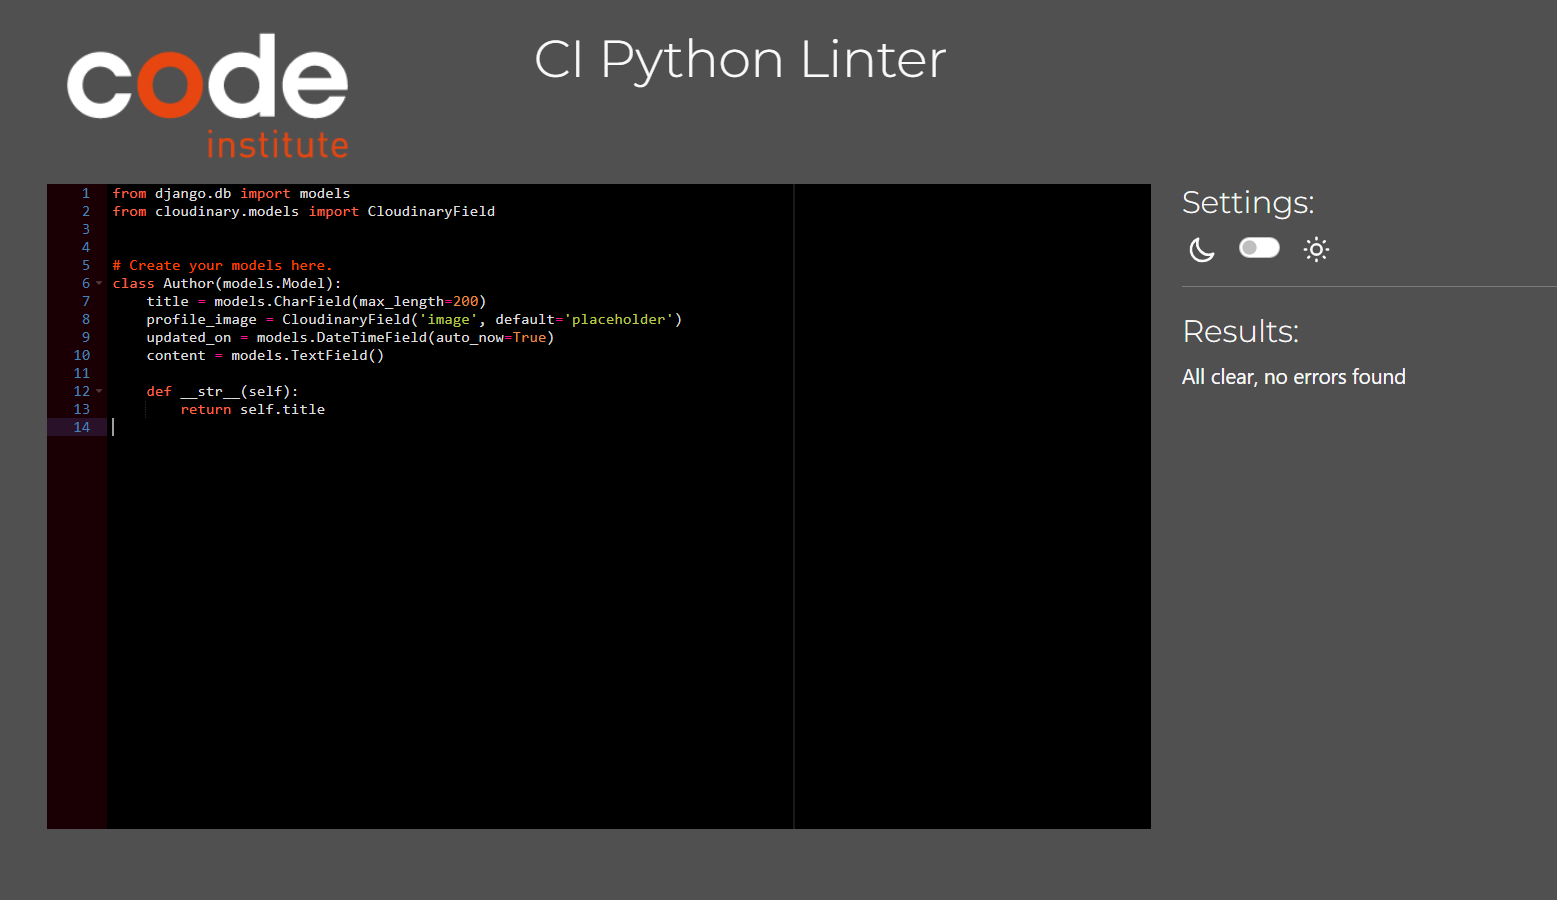 code
institute
CI Python Linter
1 from django.db import models
2 from cloudinary.models import CloudinaryField
3
4
5 # Create your models here.
6 class Author(models.Model):
7     title = models.CharField(max_length=200)
8     profile_image = CloudinaryField('image', default='placeholder')
9     updated_on = models.DateTimeField(auto_now=True)
10     content = models.TextField()
11
12     def __str__(self):
13         return self.title
14
Settings:
Results:
All clear, no errors found